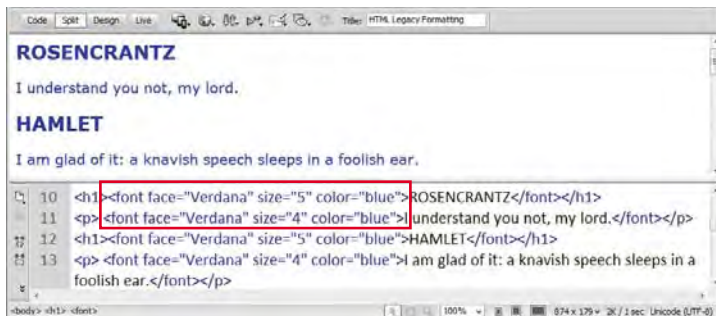 Code Split Design Live Title: HTML Legacy Formatting
ROSENCRANTZ
I understand you not, my lord.
HAMLET
I am glad of it: a knavish speech sleeps in a foolish ear.
10 <h1><font face="Verdana" size="5" color="blue">ROSENCRANTZ</font></h1>
11 <p> <font face="Verdana" size="4" color="blue">I understand you not, my lord.</font></p>
12 <h1><font face="Verdana" size="5" color="blue">HAMLET</font></h1>
13 <p> <font face="Verdana" size="4" color="blue">I am glad of it: a knavish speech sleeps in a
foolish ear.</font></p>
<body> <h1> <font> 100% 874 x 179 2K / 1 sec Unicode (UTF-8)